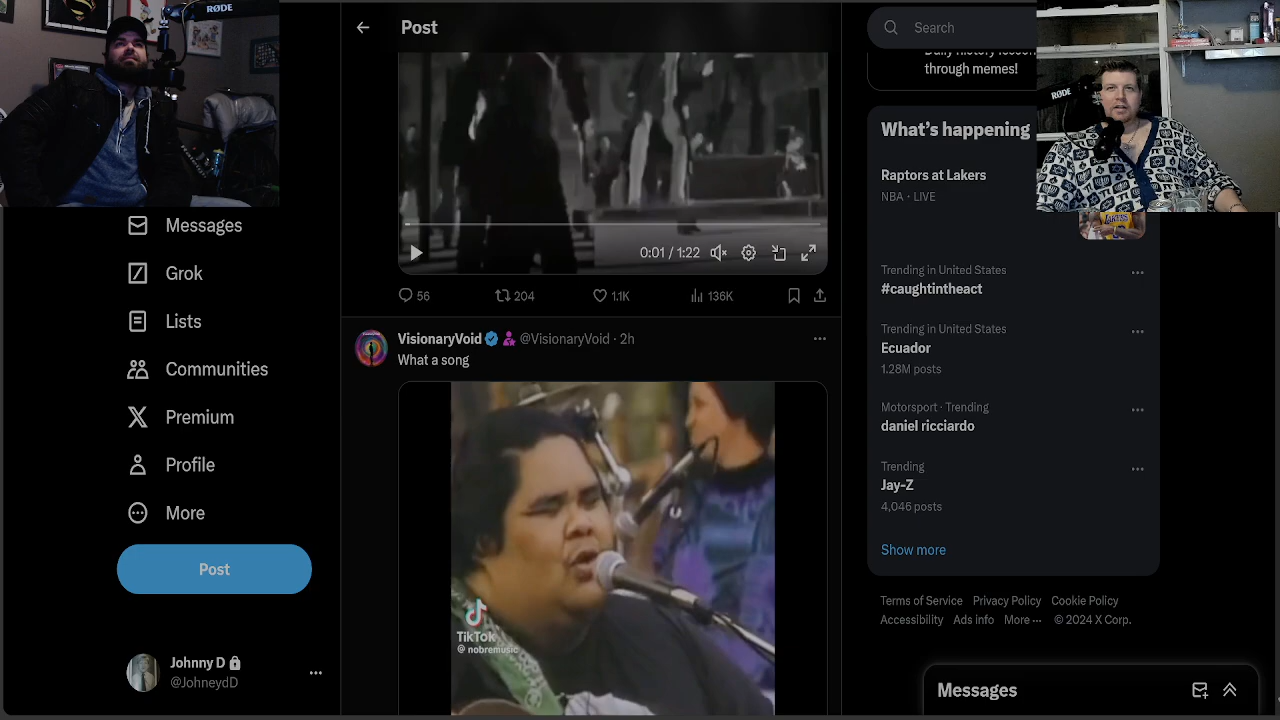 RØDE
Post
Search
Daily history lessons
through memes!
RØDE
What's happening
Raptors at Lakers
NBA · LIVE
LAKERS
0:01 / 1:22
56
204
1.1K
136K
Messages
Grok
Lists
Communities
Premium
Profile
More
Post
Johnny D
@JohneydD
VisionaryVoid @VisionaryVoid · 2h
What a song
TikTok
@nobremusic
Trending in United States
#caughtintheact
Trending in United States
Ecuador
1.28M posts
Motorsport · Trending
daniel ricciardo
Trending
Jay-Z
4,046 posts
Show more
Terms of Service Privacy Policy Cookie Policy
Accessibility Ads info More ··· © 2024 X Corp.
Messages